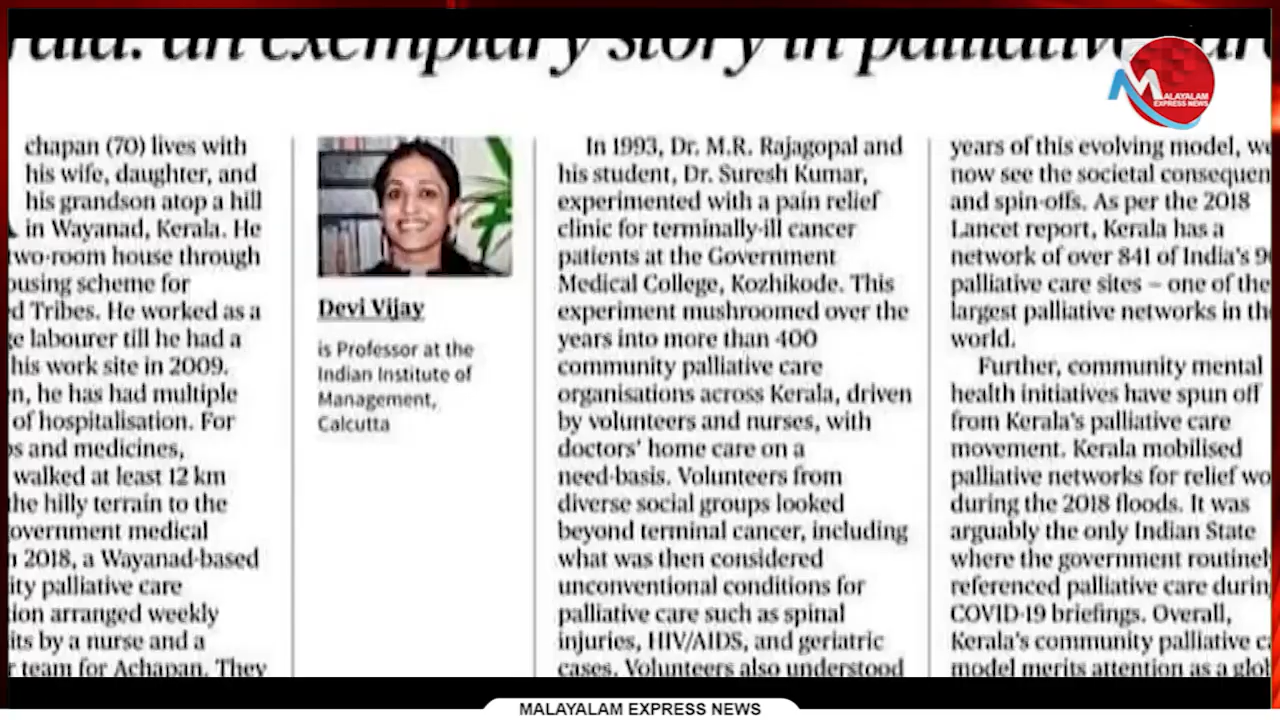 an exemplary story in palliative
MALAYALAM
EXPRESS NEWS
chapan (70) lives with
his wife, daughter, and
his grandson atop a hill
in Wayanad, Kerala. He
two-room house through
ousing scheme for
d Tribes. He worked as a
labourer till he had a
his work site in 2009.
n, he has had multiple
of hospitalisation. For
and medicines,
walked at least 12 km
the hilly terrain to the
overnment medical
2018, a Wayanad-based
ity palliative care
ion arranged weekly
its by a nurse and a
team for Achapan. They
Devi Vijay
is Professor at the
Indian Institute of
Management,
Calcutta
In 1993, Dr. M.R. Rajagopal and
his student, Dr. Suresh Kumar,
experimented with a pain relief
clinic for terminally-ill cancer
patients at the Government
Medical College, Kozhikode. This
experiment mushroomed over the
years into more than 400
community palliative care
organisations across Kerala, driven
by volunteers and nurses, with
doctors' home care on a
need-basis. Volunteers from
diverse social groups looked
beyond terminal cancer, including
what was then considered
unconventional conditions for
palliative care such as spinal
injuries, HIV/AIDS, and geriatric
cases. Volunteers also understood
years of this evolving model, we
now see the societal consequen
and spin-offs. As per the 2018
Lancet report, Kerala has a
network of over 841 of India's 9
palliative care sites – one of the
largest palliative networks in th
world.
Further, community mental
health initiatives have spun off
from Kerala's palliative care
movement. Kerala mobilised
palliative networks for relief wo
during the 2018 floods. It was
arguably the only Indian State
where the government routinel
referenced palliative care durin
COVID-19 briefings. Overall,
Kerala's community palliative c
model merits attention as a glo
MALAYALAM EXPRESS NEWS